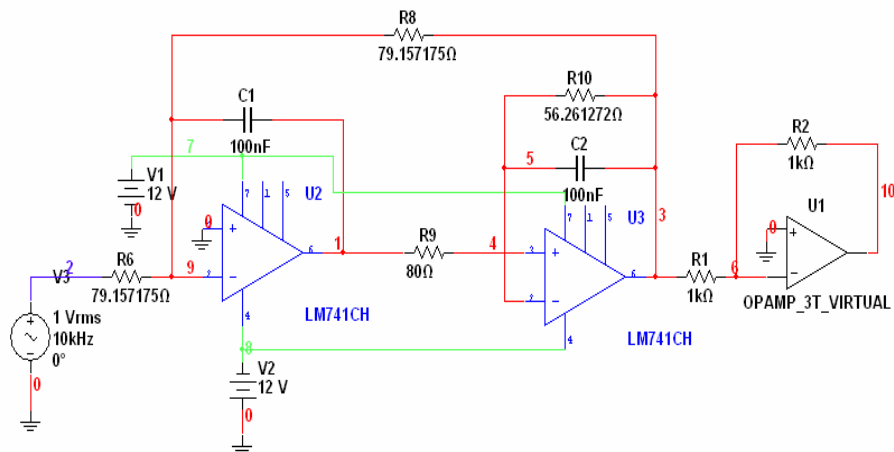 R8
79.157175Ω
R10
56.261272Ω
C1
100nF
R2
1kΩ
7
5
C2
100nF
10
V1
12 V
0
7 1 5
U2
7 1 5
U3
3
U1
0
3
6
1
R9
80Ω
4
3
0
2
V3
R6
79.157175Ω
9
2
2
6
R1
1kΩ
6
OPAMP_3T_VIRTUAL
4
LM741CH
4
LM741CH
1 Vrms
10kHz
0°
8
V2
12 V
0
0